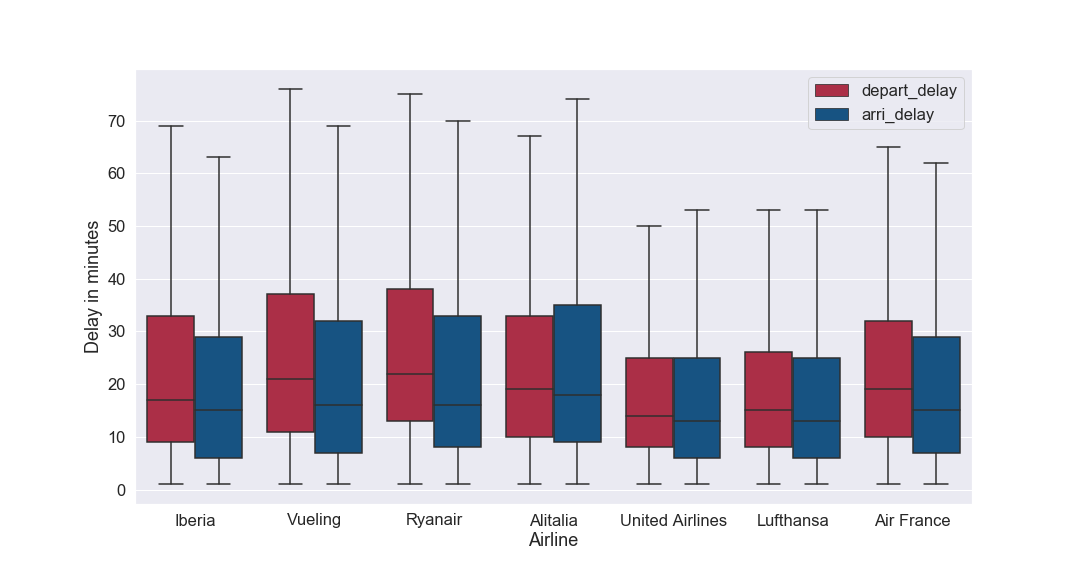 depart_delay
arri_delay
Delay in minutes
70
60
50
40
30
20
10
0
Iberia Vueling Ryanair Alitalia United Airlines Lufthansa Air France
Airline